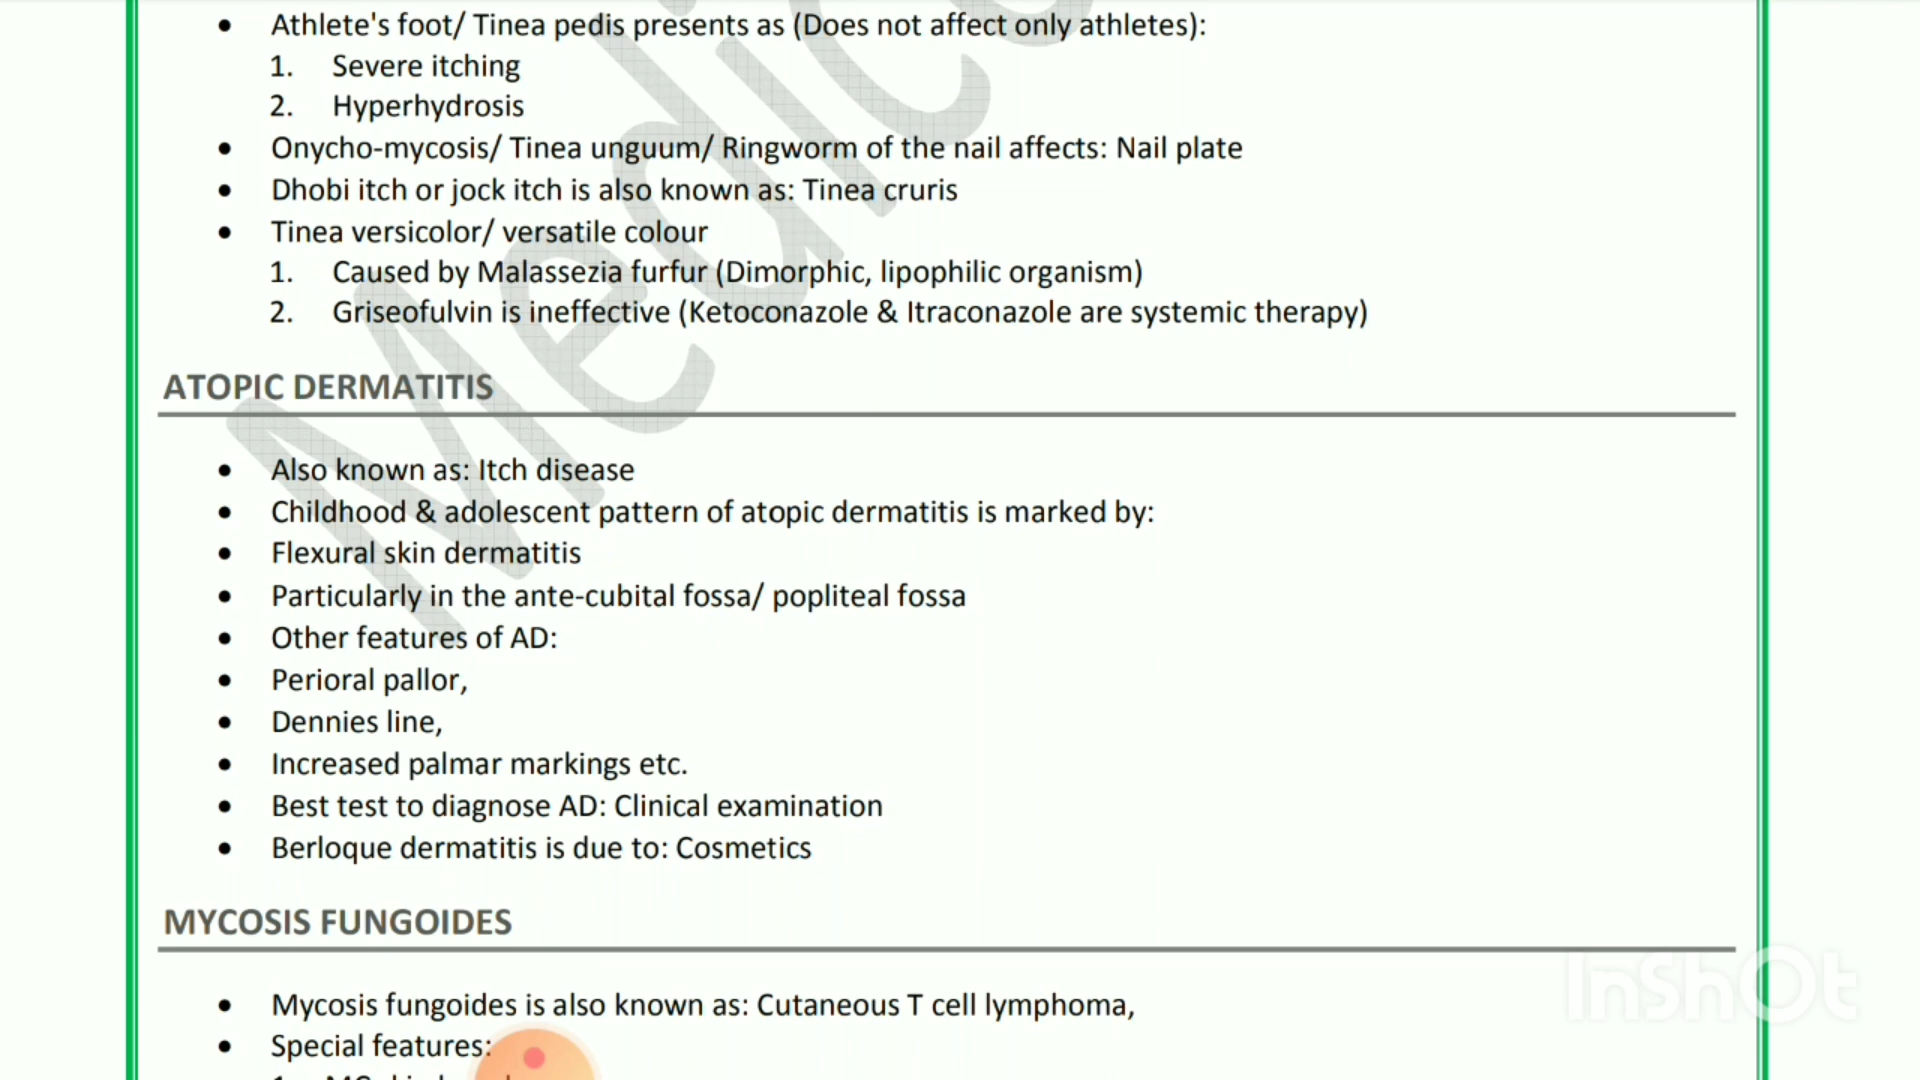 • Athlete's foot/ Tinea pedis presents as (Does not affect only athletes):
1. Severe itching
2. Hyperhydrosis
• Onycho-mycosis/ Tinea unguum/ Ringworm of the nail affects: Nail plate
• Dhobi itch or jock itch is also known as: Tinea cruris
• Tinea versicolor/ versatile colour
1. Caused by Malassezia furfur (Dimorphic, lipophilic organism)
2. Griseofulvin is ineffective (Ketoconazole & Itraconazole are systemic therapy)
ATOPIC DERMATITIS
• Also known as: Itch disease
• Childhood & adolescent pattern of atopic dermatitis is marked by:
• Flexural skin dermatitis
• Particularly in the ante-cubital fossa/ popliteal fossa
• Other features of AD:
• Perioral pallor,
• Dennies line,
• Increased palmar markings etc.
• Best test to diagnose AD: Clinical examination
• Berloque dermatitis is due to: Cosmetics
MYCOSIS FUNGOIDES
• Mycosis fungoides is also known as: Cutaneous T cell lymphoma,
• Special features:
InShOt
Medic